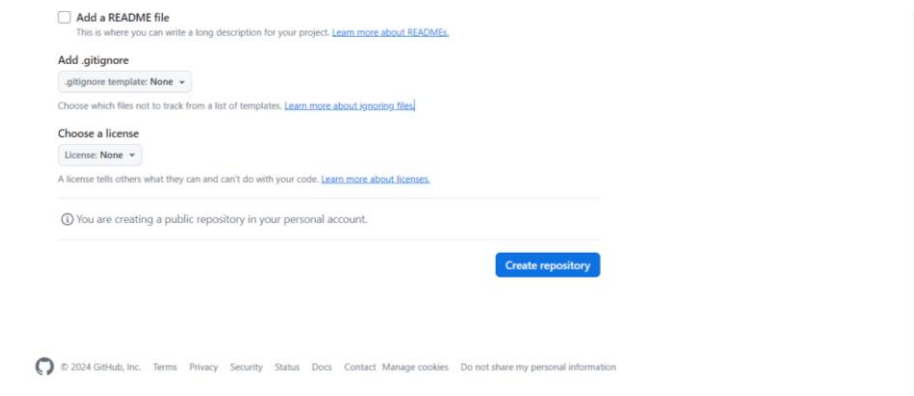 Add a README file
This is where you can write a long description for your project. Learn more about READMEs.
Add .gitignore
.gitignore template: None
Choose which files not to track from a list of templates. Learn more about ignoring files.
Choose a license
License: None
A license tells others what they can and can't do with your code. Learn more about licenses.
You are creating a public repository in your personal account.
Create repository
© 2024 GitHub, Inc. Terms Privacy Security Status Docs Contact Manage cookies Do not share my personal information